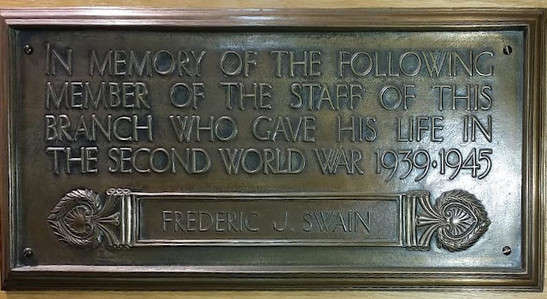 IN MEMORY OF THE FOLLOWING
MEMBER OF THE STAFF OF THIS
BRANCH WHO GAVE HIS LIFE IN
THE SECOND WORLD WAR 1939·1945
FREDERIC J. SWAIN